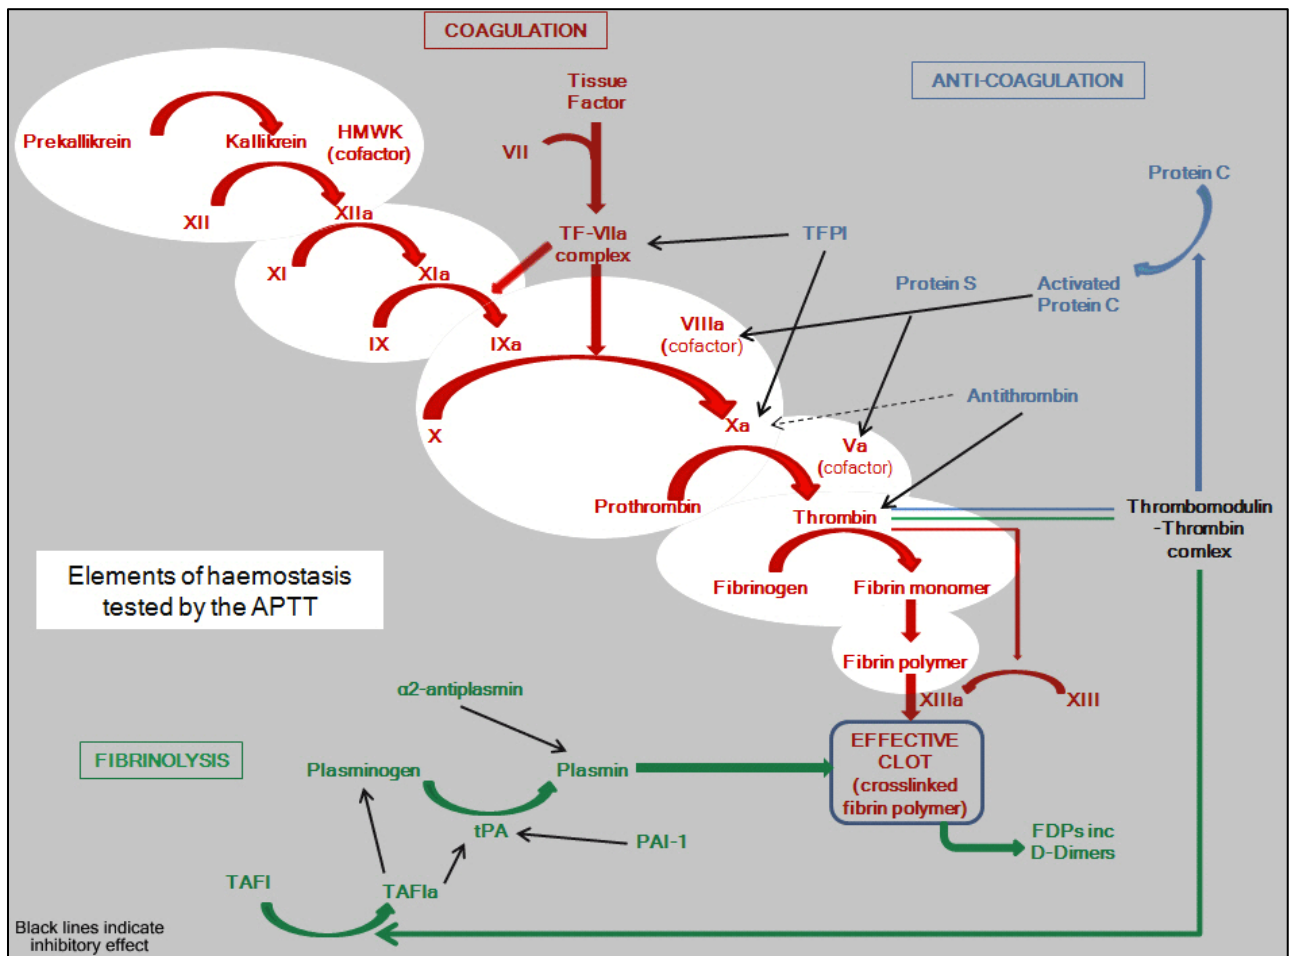 COAGULATION
ANTI-COAGULATION
Tissue
Factor
Prekallikrein
Kallikrein
HMWK
(cofactor)
VII
Protein C
XII
XIIa
TF-VIIa
complex
TFPI
XI
XIa
Protein S
Activated
Protein C
IX
IXa
VIIIa
(cofactor)
Antithrombin
X
Xa
Va
(cofactor)
Prothrombin
Thrombin
Thrombomodulin
-Thrombin
comlex
Elements of haemostasis
tested by the APTT
Fibrinogen
Fibrin monomer
Fibrin polymer
XIIIa
XIII
α2-antiplasmin
FIBRINOLYSIS
Plasminogen
Plasmin
EFFECTIVE
CLOT
(crosslinked
fibrin polymer)
tPA
PAI-1
FDPs inc
D-Dimers
TAFI
TAFIa
Black lines indicate
inhibitory effect